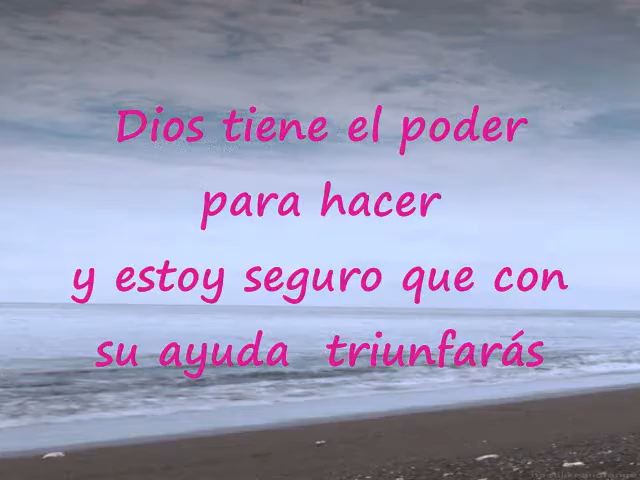 Dios tiene el poder
para hacer
y estoy seguro que con
su ayuda triunfarás